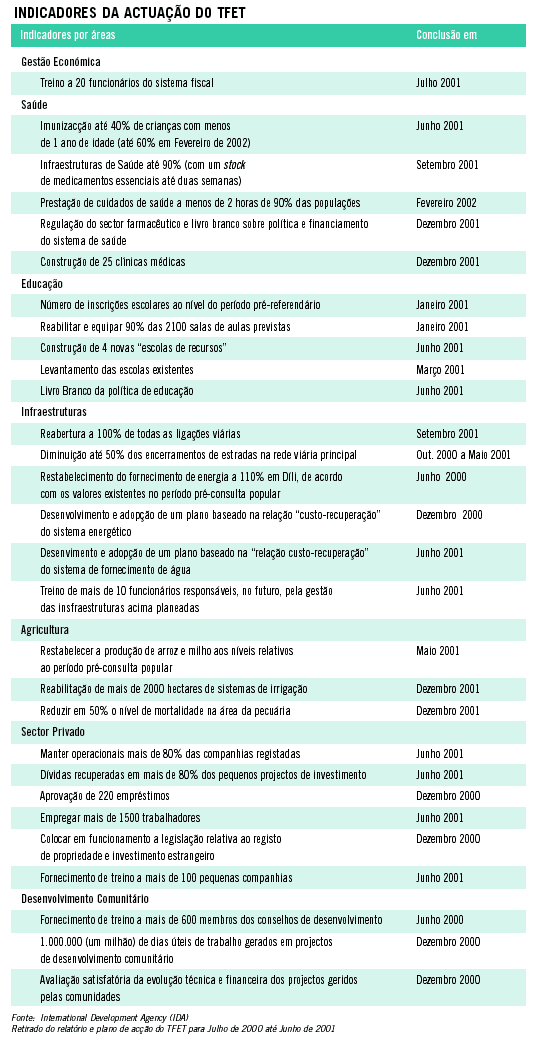 INDICADORES DA ACTUAÇÃO DO TFET
Indicadores por áreas Conclusão em
Gestão Económica
Treino a 20 funcionários do sistema fiscal Julho 2001
Saúde
Imunizacção até 40% de crianças com menos Junho 2001
de 1 ano de idade (até 60% em Fevereiro de 2002)
Infraestruturas de Saúde até 90% (com um stock Setembro 2001
de medicamentos essenciais até duas semanas)
Prestação de cuidados de saúde a menos de 2 horas de 90% das populações Fevereiro 2002
Regulação do sector farmacêutico e livro branco sobre política e financiamento Dezembro 2001
do sistema de saúde
Construção de 25 clínicas médicas Dezembro 2001
Educação
Número de inscrições escolares ao nível do período pré-referendário Janeiro 2001
Reabilitar e equipar 90% das 2100 salas de aulas previstas Janeiro 2001
Construção de 4 novas “escolas de recursos” Junho 2001
Levantamento das escolas existentes Março 2001
Livro Branco da política de educação Junho 2001
Infraestruturas
Reabertura a 100% de todas as ligações viárias Setembro 2001
Diminuição até 50% dos encerramentos de estradas na rede viária principal Out. 2000 a Maio 2001
Restabelecimento do fornecimento de energia a 110% em Díli, de acordo Junho 2000
com os valores existentes no período pré-consulta popular
Desenvolvimento e adopção de um plano baseado na relação “custo-recuperação” Dezembro 2000
do sistema energético
Desenvimento e adopção de um plano baseado na “relação custo-recuperação” Junho 2001
do sistema de fornecimento de água
Treino de mais de 10 funcionários responsáveis, no futuro, pela gestão Junho 2001
das insfraestruturas acima planeadas
Agricultura
Restabelecer a produção de arroz e milho aos níveis relativos Maio 2001
ao período pré-consulta popular
Reabilitação de mais de 2000 hectares de sistemas de irrigação Dezembro 2001
Reduzir em 50% o nível de mortalidade na área da pecuária Dezembro 2001
Sector Privado
Manter operacionais mais de 80% das companhias registadas Junho 2001
Dívidas recuperadas em mais de 80% dos pequenos projectos de investimento Junho 2001
Aprovação de 220 empréstimos Dezembro 2000
Empregar mais de 1500 trabalhadores Junho 2001
Colocar em funcionamento a legislação relativa ao registo Dezembro 2000
de propriedade e investimento estrangeiro
Fornecimento de treino a mais de 100 pequenas companhias Junho 2001
Desenvolvimento Comunitário
Fornecimento de treino a mais de 600 membros dos conselhos de desenvolvimento Junho 2000
1.000.000 (um milhão) de dias úteis de trabalho gerados em projectos Dezembro 2000
de desenvolvimento comunitário
Avaliação satisfatória da evolução técnica e financeira dos projectos geridos Dezembro 2000
pelas comunidades
Fonte: International Development Agency (IDA)
Retirado do relatório e plano de acção do TFET para Julho de 2000 até Junho de 2001